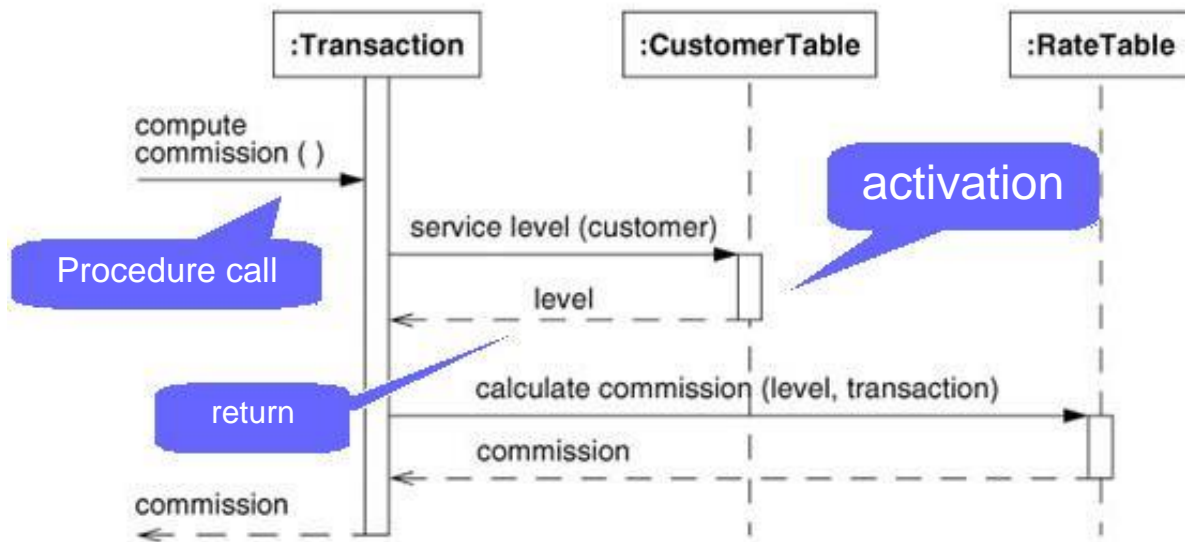 :Transaction
:CustomerTable
:RateTable
compute
commission ( )
activation
service level (customer)
Procedure call
level
calculate commission (level, transaction)
return
commission
commission